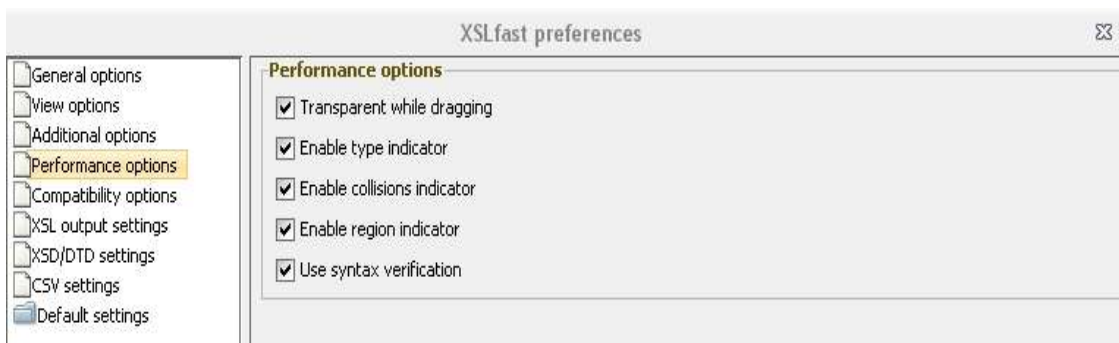 XSLfast preferences
General options
View options
Additional options
Performance options
Compatibility options
XSL output settings
XSD/DTD settings
CSV settings
Default settings
Performance options
Transparent while dragging
Enable type indicator
Enable collisions indicator
Enable region indicator
Use syntax verification